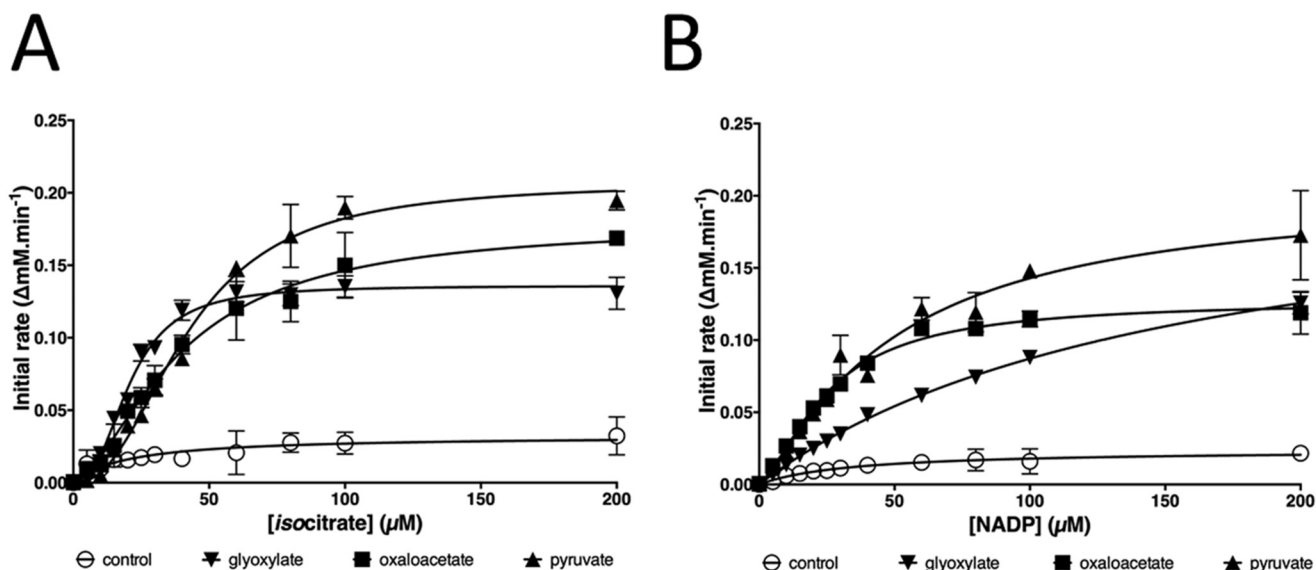 A
B
Initial rate (ΔmM.min-1)
0.25
0.20
0.15
0.10
0.05
0.00
0 50 100 150 200
[isocitrate] (µM)
control glyoxylate oxaloacetate pyruvate
Initial rate (ΔmM.min-1)
0.25
0.20
0.15
0.10
0.05
0.00
0 50 100 150 200
[NADP] (µM)
control glyoxylate oxaloacetate pyruvate